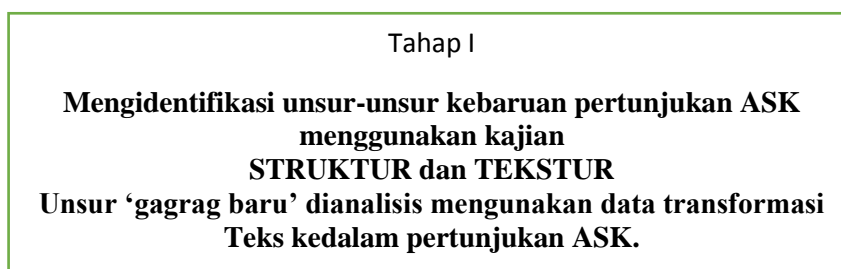 Tahap I
Mengidentifikasi unsur-unsur kebaruan pertunjukan ASK
menggunakan kajian
STRUKTUR dan TEKSTUR
Unsur ‘gagrag baru’ dianalisis mengunakan data transformasi
Teks kedalam pertunjukan ASK.